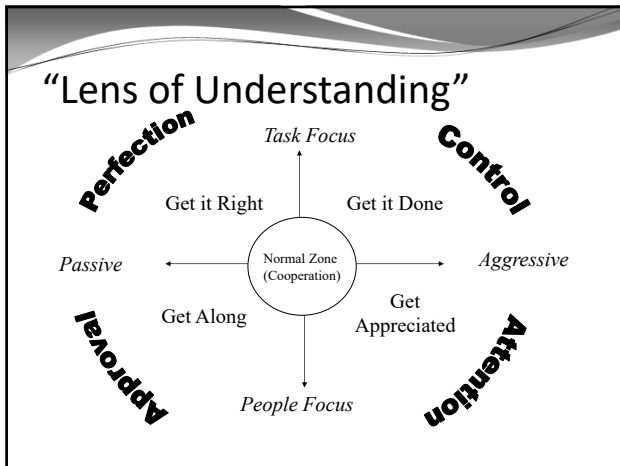 “Lens of Understanding”
Perfection
Task Focus
Control
Get it Right
Get it Done
Passive
Normal Zone
(Cooperation)
Aggressive
Get Along
Get
Appreciated
Approval
People Focus
Attention